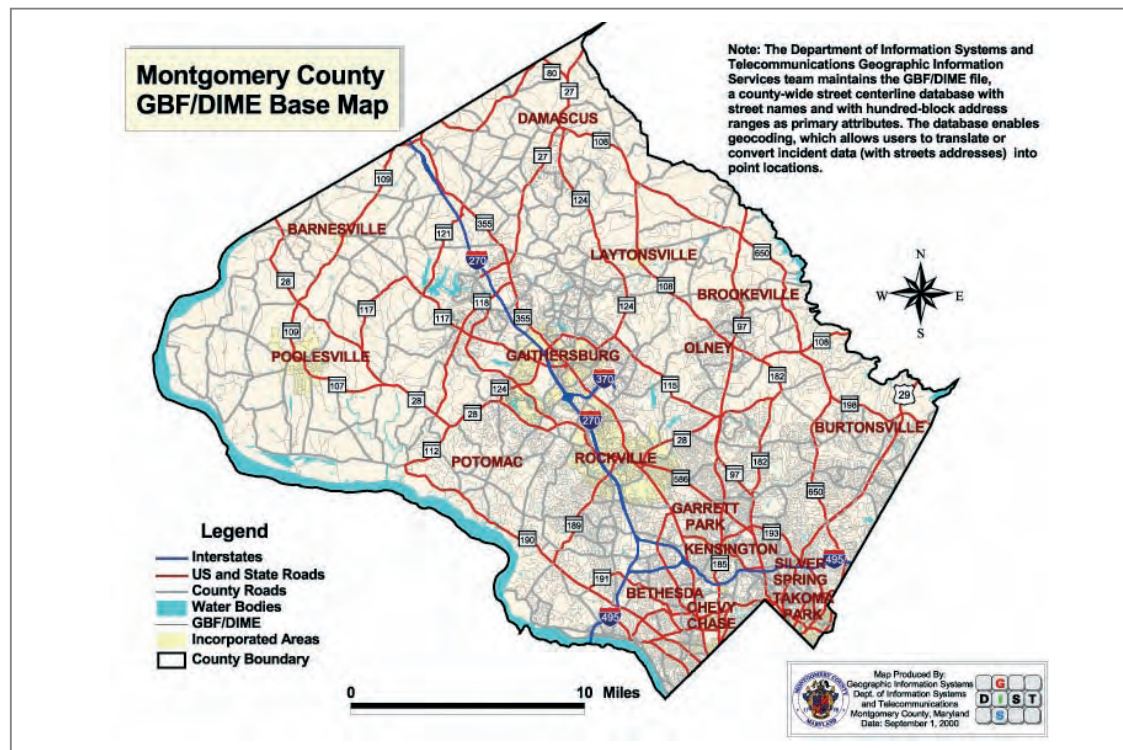 Montgomery County
GBF/DIME Base Map
Note: The Department of Information Systems and
Telecommunications Geographic Information
Services team maintains the GBF/DIME file,
a county-wide street centerline database with
street names and with hundred-block address
ranges as primary attributes. The database enables
geocoding, which allows users to translate or
convert incident data (with streets addresses) into
point locations.
80
27
DAMASCUS
108
27
109
124
355
121
BARNESVILLE
270
LAYTONSVILLE
650
28
108
BROOKEVILLE
118
124
117
117
355
97
109
108
OLNEY
POOLESVILLE
GAITHERSBURG
182
370
115
107
124
29
28
198
28
270
BURTONSVILLE
28
112
POTOMAC
ROCKVILLE
182
97
586
650
GARRETT
PARK
189
193
190
KENSINGTON
185
495
SILVER
SPRING
191
BETHESDA
TAKOMA
PARK
CHEVY
CHASE
495
N
W E
S
Legend
Interstates
US and State Roads
County Roads
Water Bodies
GBF/DIME
Incorporated Areas
County Boundary
0 10 Miles
MONTGOMERY COUNTY
MARYLAND
Map Produced By:
Geographic Information Systems
Dept. of Information Systems
and Telecommunications
Montgomery County, Maryland
Date: September 1, 2000
G
D I S T
S